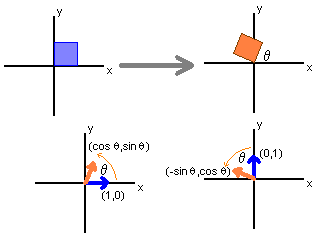 y
x
y
x
θ
y
x
(cos θ,sin θ)
θ
(1,0)
y
x
θ
(0,1)
(-sin θ,cos θ)